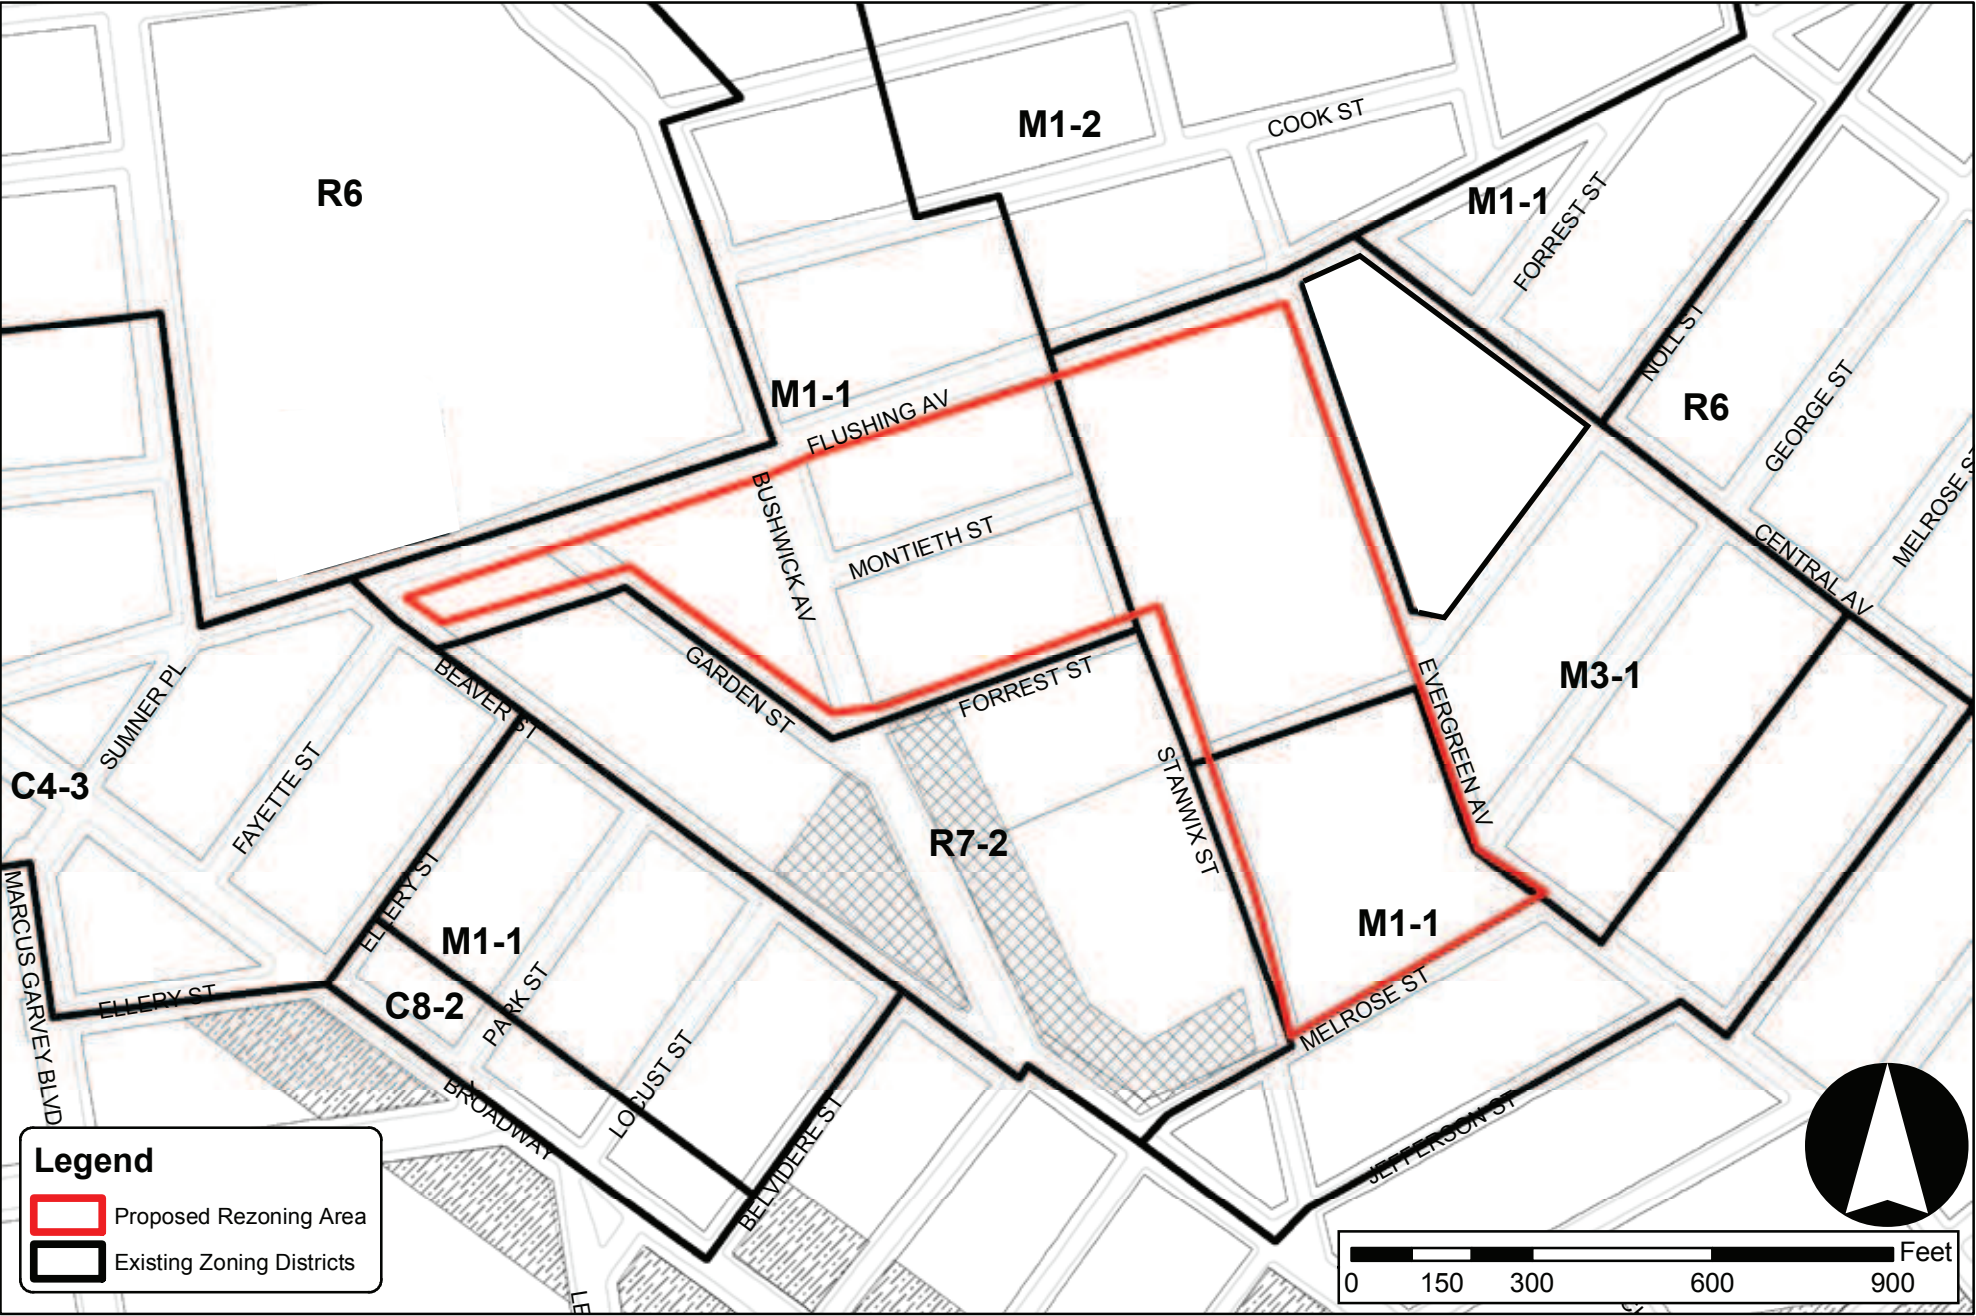 M1-2
COOK ST
R6
M1-1
FORREST ST
NOLL ST
R6
GEORGE ST
MELROSE S
M1-1
FLUSHING AV
BUSHWICK AV
MONTIETH ST
CENTRAL AV
GARDEN ST
FORREST ST
EVERGREEN AV
M3-1
BEAVER ST
SUMNER PL
FAYETTE ST
C4-3
STANWIX ST
R7-2
ELLERY ST
M1-1
M1-1
MARCUS GARVEY BLVD
ELLERY ST
C8-2
PARK ST
MELROSE ST
BROADWAY
LOCUST ST
BELVIDERE ST
JEFFERSON ST
LE
Legend
Proposed Rezoning Area
Existing Zoning Districts
Feet
0 150 300 600 900